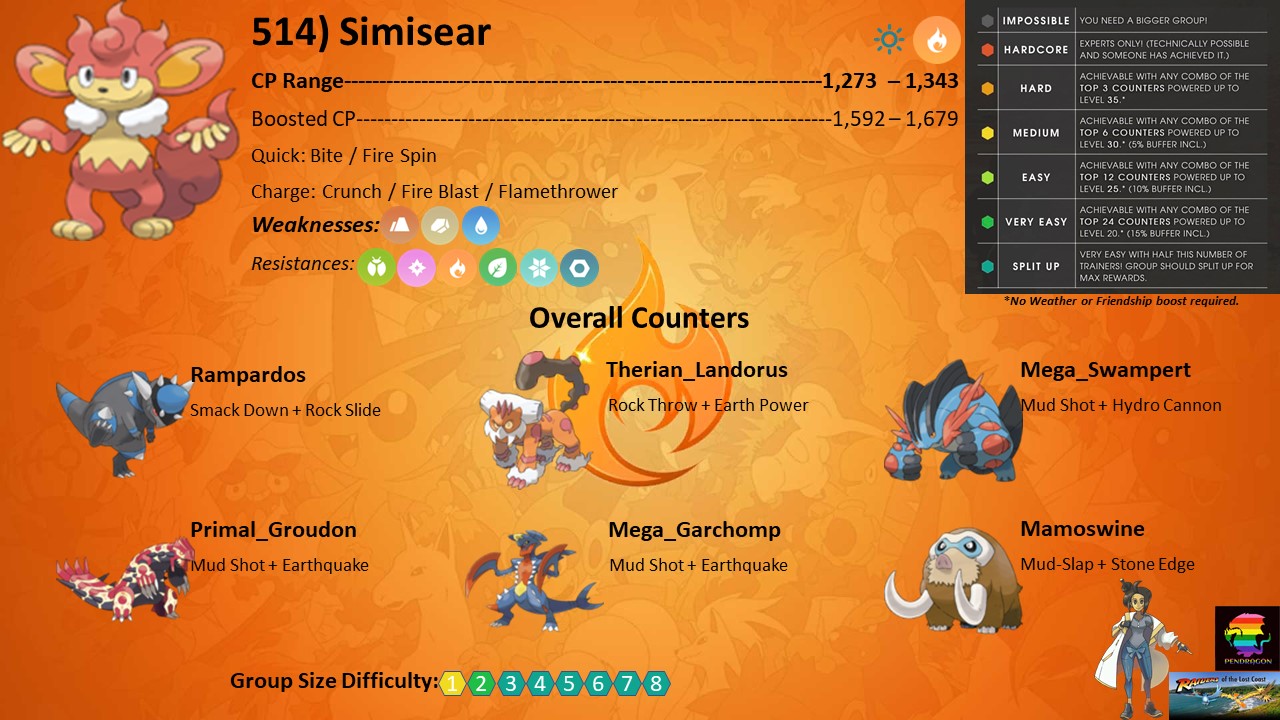 514) Simisear
CP Range--------------------------------------------------------------------1,273 – 1,343
Boosted CP--------------------------------------------------------------------1,592 – 1,679
Quick: Bite / Fire Spin
Charge: Crunch / Fire Blast / Flamethrower
Weaknesses:
Resistances:
IMPOSSIBLE YOU NEED A BIGGER GROUP!
HARDCORE EXPERTS ONLY! (TECHNICALLY POSSIBLE
AND SOMEONE HAS ACHIEVED IT.)
HARD ACHIEVABLE WITH ANY COMBO OF THE
TOP 3 COUNTERS POWERED UP TO
LEVEL 35.*
MEDIUM ACHIEVABLE WITH ANY COMBO OF THE
TOP 6 COUNTERS POWERED UP TO
LEVEL 30.* (5% BUFFER INCL.)
EASY ACHIEVABLE WITH ANY COMBO OF THE
TOP 12 COUNTERS POWERED UP TO
LEVEL 25.* (10% BUFFER INCL.)
VERY EASY ACHIEVABLE WITH ANY COMBO OF THE
TOP 24 COUNTERS POWERED UP TO
LEVEL 20.* (15% BUFFER INCL.)
SPLIT UP VERY EASY WITH HALF THIS NUMBER OF
TRAINERS! GROUP SHOULD SPLIT UP FOR
MAX REWARDS.
*No Weather or Friendship boost required.
Overall Counters
Rampardos
Smack Down + Rock Slide
Therian_Landorus
Rock Throw + Earth Power
Mega_Swampert
Mud Shot + Hydro Cannon
Primal_Groudon
Mud Shot + Earthquake
Mega_Garchomp
Mud Shot + Earthquake
Mamoswine
Mud-Slap + Stone Edge
Group Size Difficulty: 1 2 3 4 5 6 7 8
PENDRAGON
RAIDERS of the Lost Coast